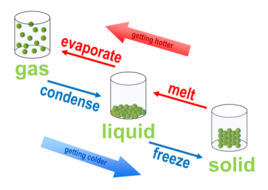 getting hotter
evaporate
gas
condense
melt
liquid
getting colder
freeze
solid